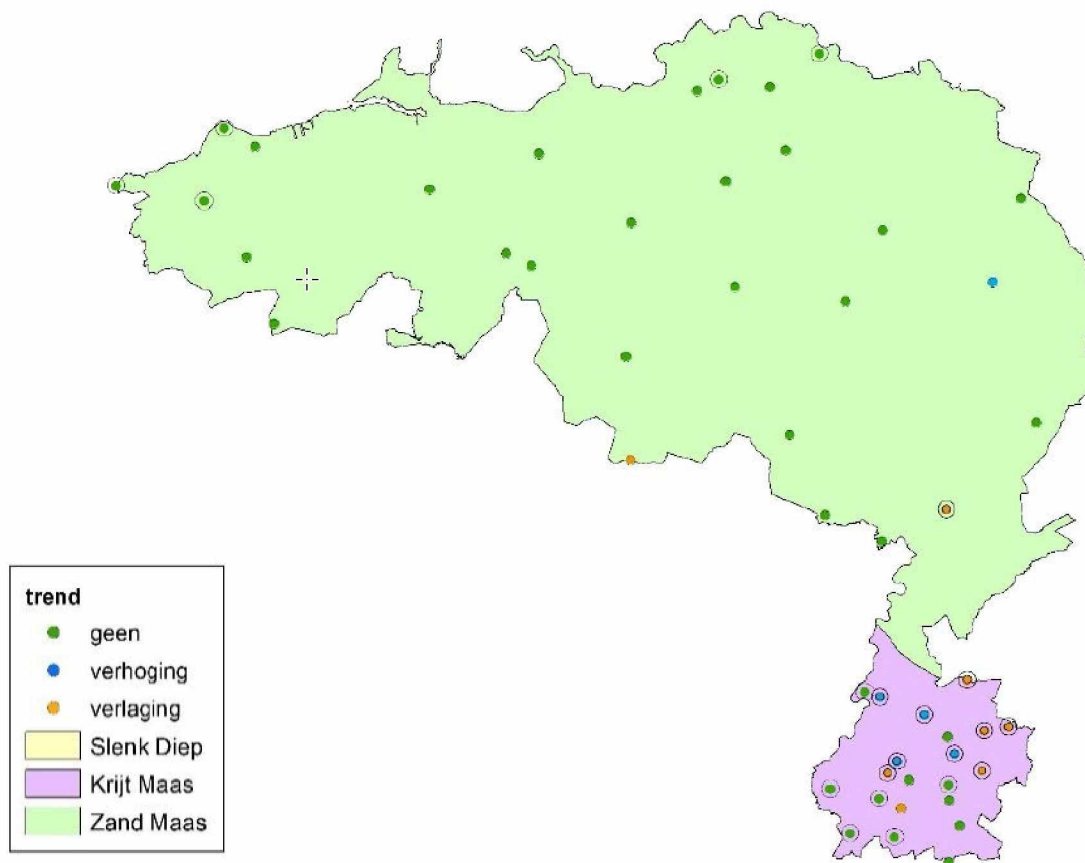 trend
geen
verhoging
verlaging
Slenk Diep
Krijt Maas
Zand Maas